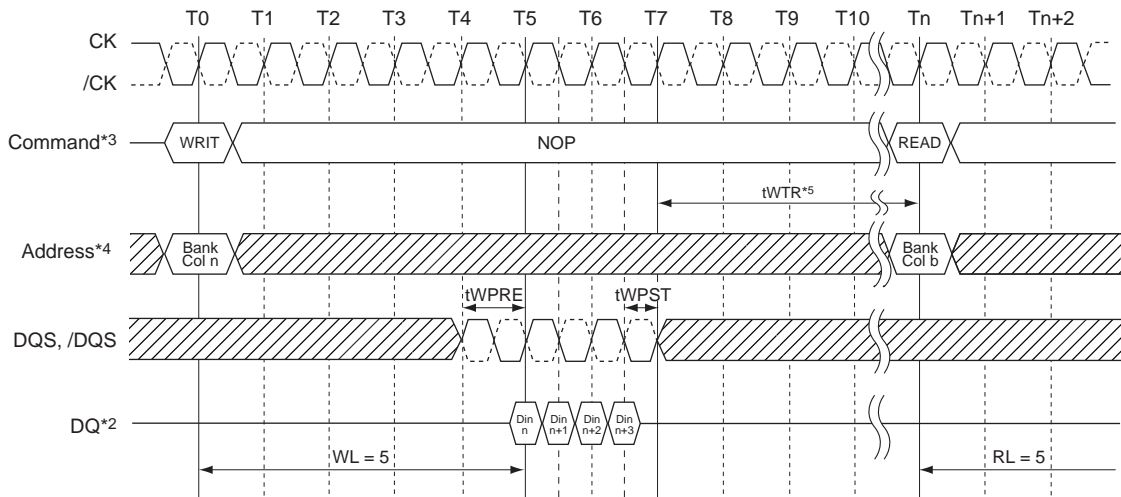 T0 T1 T2 T3 T4 T5 T6 T7 T8 T9 T10 Tn Tn+1 Tn+2
CK
/CK
Command*3 WRIT NOP READ
tWTR*5
Address*4 Bank Col n Bank Col b
tWPRE tWPST
DQS, /DQS
DQ*2 Din n Din n+1 Din n+2 Din n+3
WL = 5 RL = 5